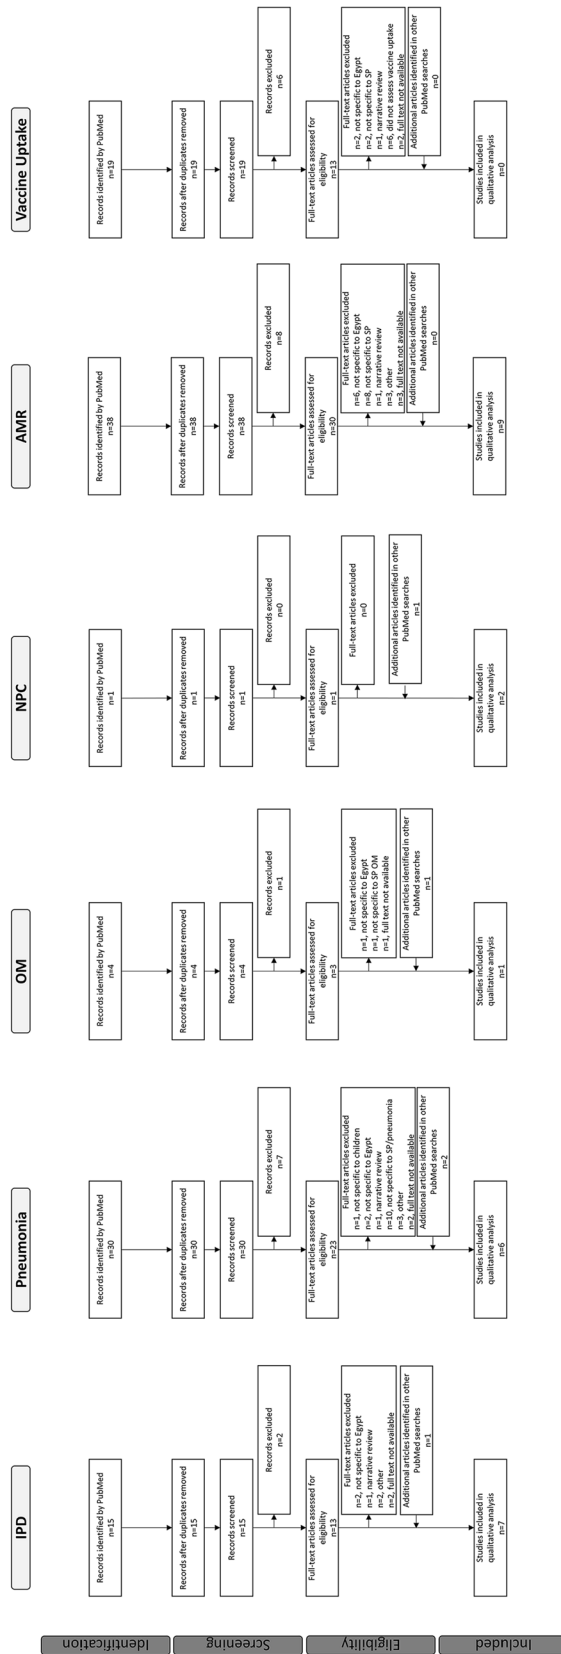 IPD
Records identified by PubMed
n=15
Records after duplicates removed
n=15
Records screened
n=15
Records excluded
n=2
Full-text articles assessed for
eligibility
n=13
Full-text articles excluded
n=2, not specific to Egypt
n=1, narrative review
n=2, other
n=2, full text not available
Additional articles identified in other
PubMed searches
n=1
Studies included in
qualitative analysis
n=7
Pneumonia
Records identified by PubMed
n=30
Records after duplicates removed
n=30
Records screened
n=30
Records excluded
n=7
Full-text articles assessed for
eligibility
n=23
Full-text articles excluded
n=1, not specific to children
n=2, not specific to Egypt
n=1, narrative review
n=10, not specific to SP/pneumonia
n=3, other
n=2, full text not available
Additional articles identified in other
PubMed searches
n=2
Studies included in
qualitative analysis
n=6
OM
Records identified by PubMed
n=4
Records after duplicates removed
n=4
Records screened
n=4
Records excluded
n=1
Full-text articles assessed for
eligibility
n=3
Full-text articles excluded
n=1, not specific to Egypt
n=1, not specific to SP OM
n=1, full text not available
Additional articles identified in other
PubMed searches
n=1
Studies included in
qualitative analysis
n=1
NPC
Records identified by PubMed
n=1
Records after duplicates removed
n=1
Records screened
n=1
Records excluded
n=0
Full-text articles assessed for
eligibility
n=1
Full-text articles excluded
n=0
Additional articles identified in other
PubMed searches
n=1
Studies included in
qualitative analysis
n=2
AMR
Records identified by PubMed
n=38
Records after duplicates removed
n=38
Records screened
n=38
Records excluded
n=8
Full-text articles assessed for
eligibility
n=30
Full-text articles excluded
n=6, not specific to Egypt
n=8, not specific to SP
n=1, narrative review
n=3, other
n=3, full text not available
Additional articles identified in other
PubMed searches
n=0
Studies included in
qualitative analysis
n=9
Vaccine Uptake
Records identified by PubMed
n=19
Records after duplicates removed
n=19
Records screened
n=19
Records excluded
n=6
Full-text articles assessed for
eligibility
n=13
Full-text articles excluded
n=2, not specific to Egypt
n=2, not specific to SP
n=1, narrative review
n=6, did not assess vaccine uptake
n=2, full text not available
Additional articles identified in other
PubMed searches
n=0
Studies included in
qualitative analysis
n=0
Identification
Screening
Eligibility
Included